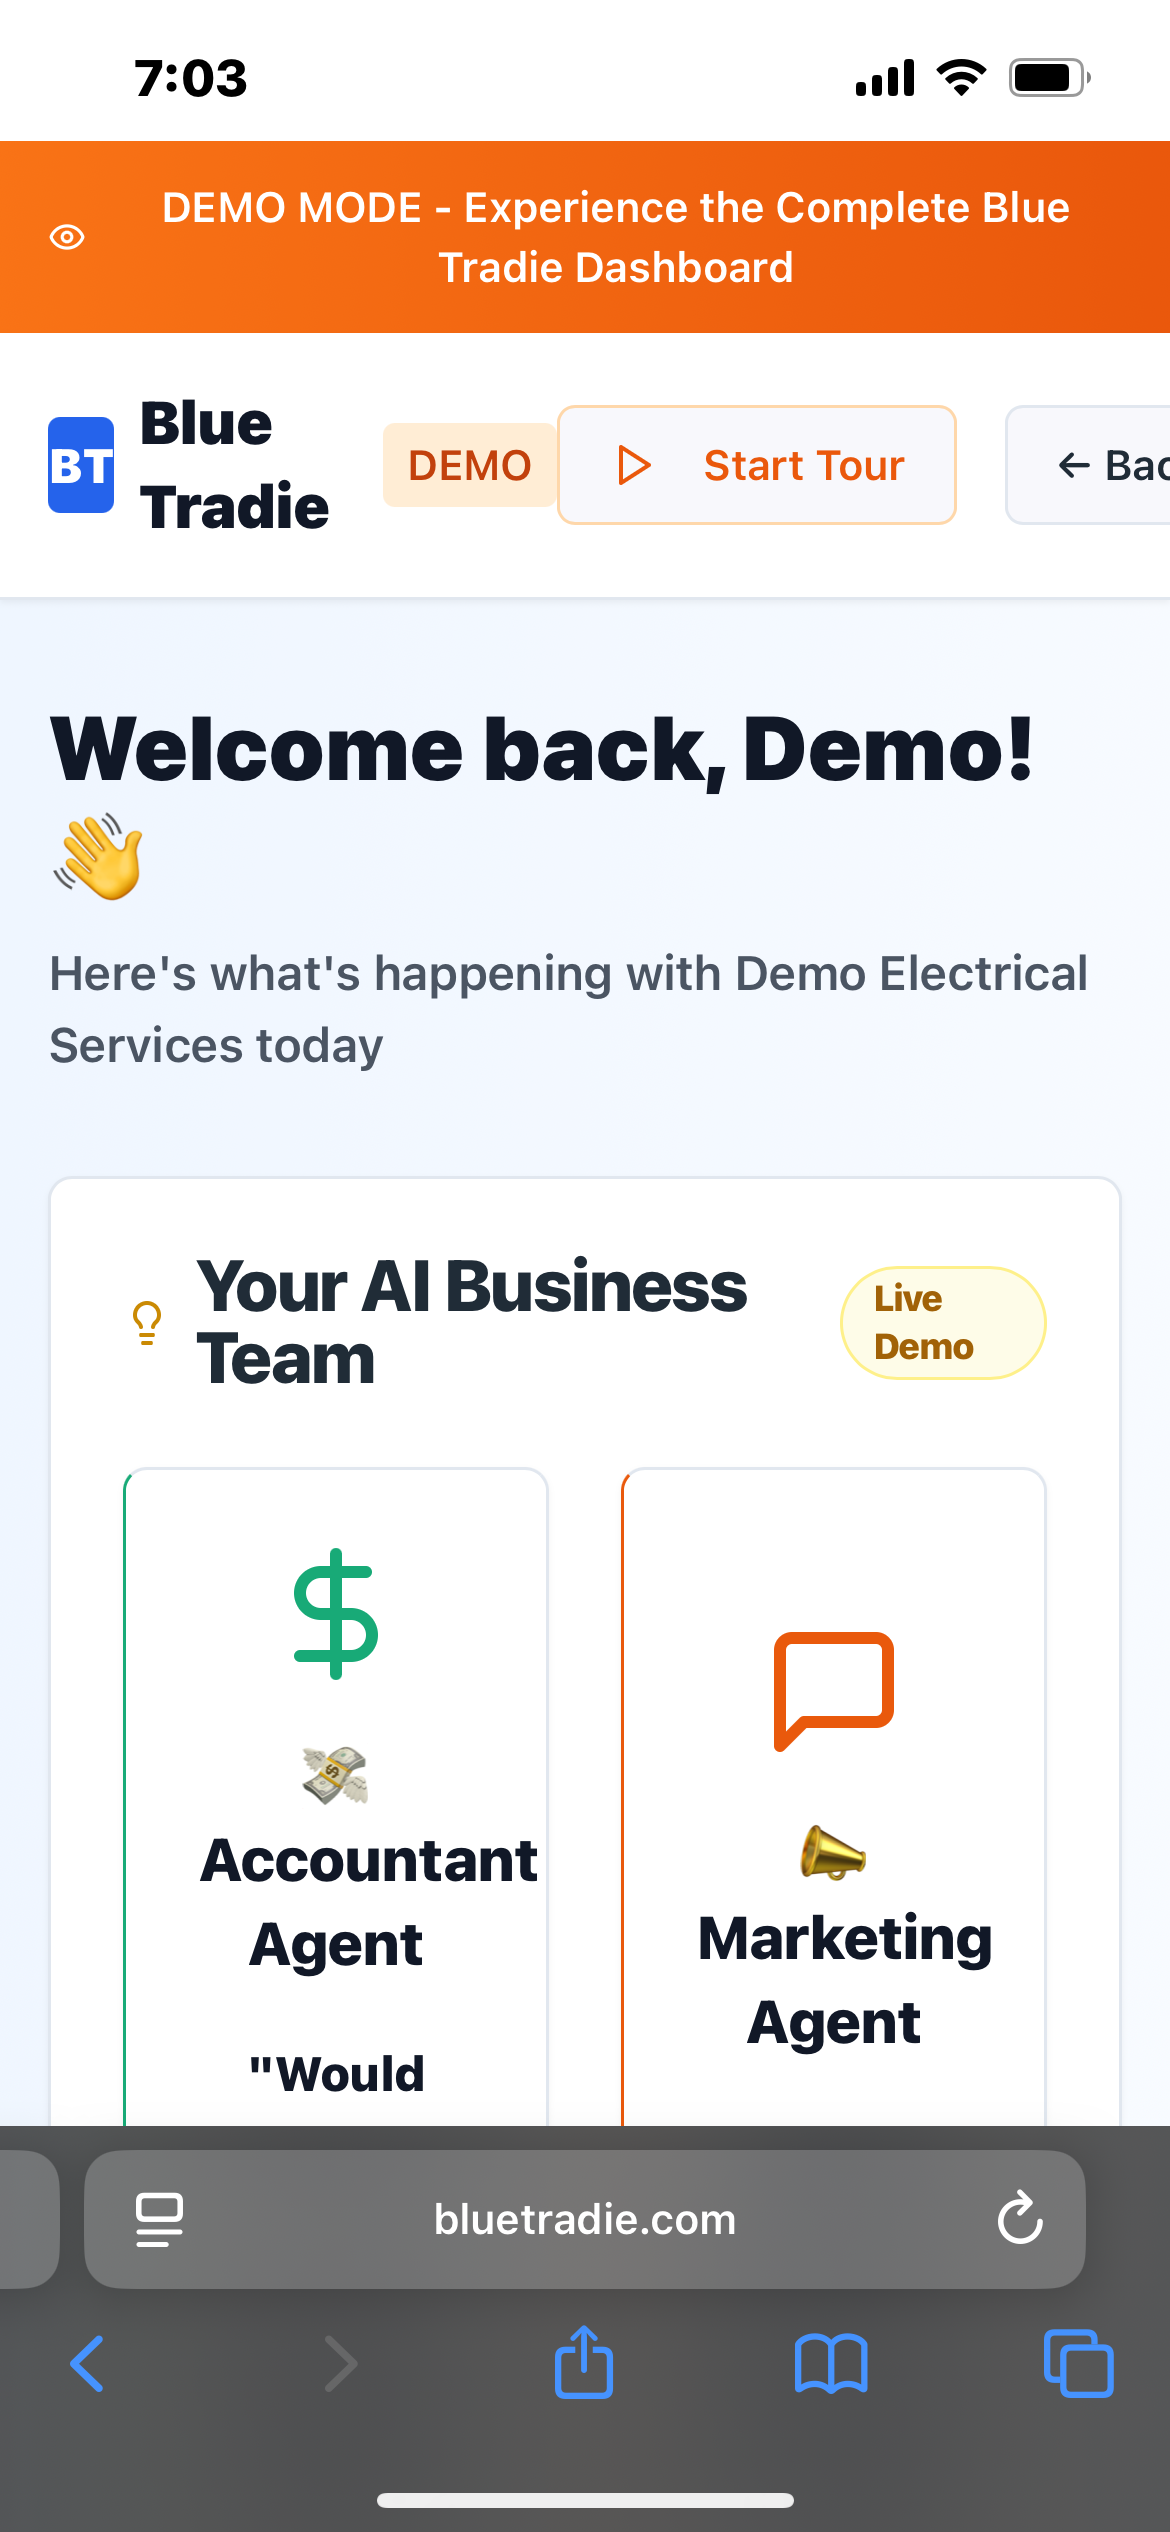 7:03
DEMO MODE - Experience the Complete Blue
Tradie Dashboard
BT
Blue
Tradie
DEMO
Start Tour
← Bac
Welcome back, Demo!
👋
Here's what's happening with Demo Electrical
Services today
Your AI Business
Team
Live
Demo
💸
Accountant
Agent
"Would
📣
Marketing
Agent
bluetradie.com